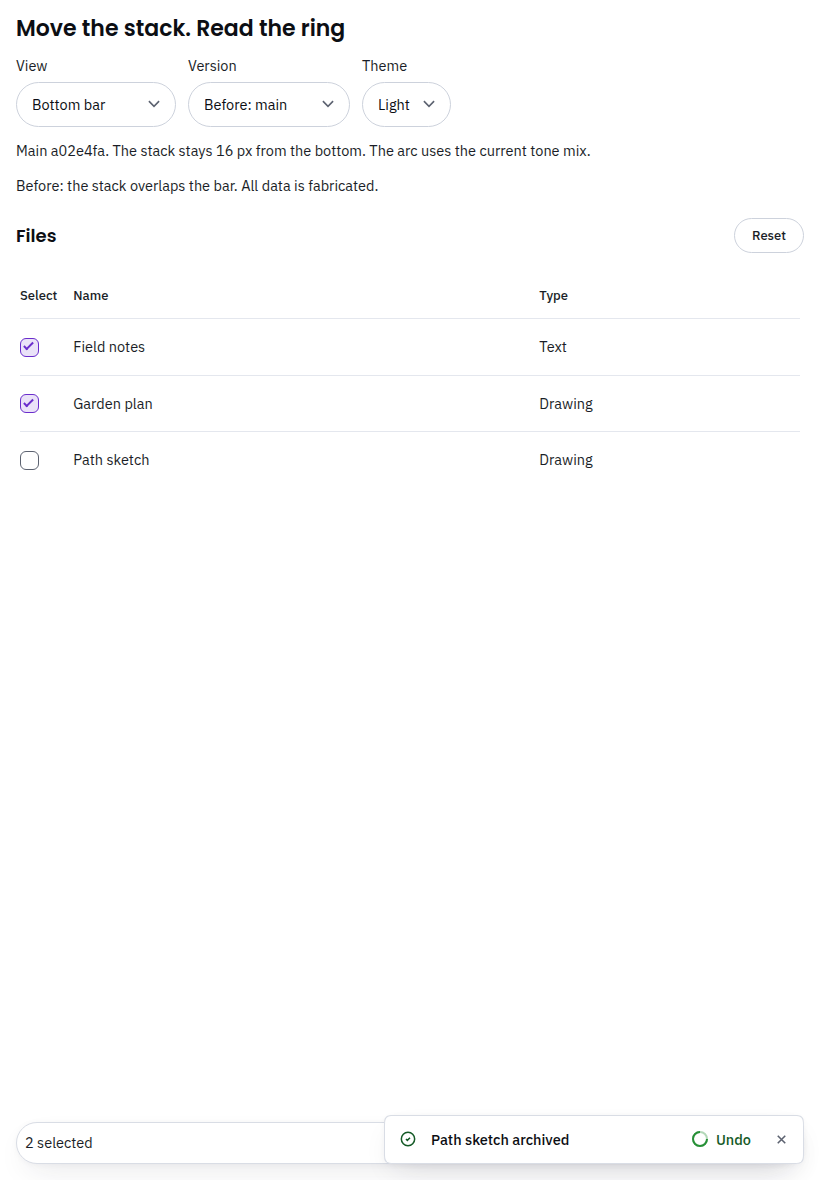 Move the stack. Read the ring
View Version Theme
Bottom bar Before: main Light
Main a02e4fa. The stack stays 16 px from the bottom. The arc uses the current tone mix.
Before: the stack overlaps the bar. All data is fabricated.
Files Reset
Select Name Type
Field notes Text
Garden plan Drawing
Path sketch Drawing
2 selected Path sketch archived Undo